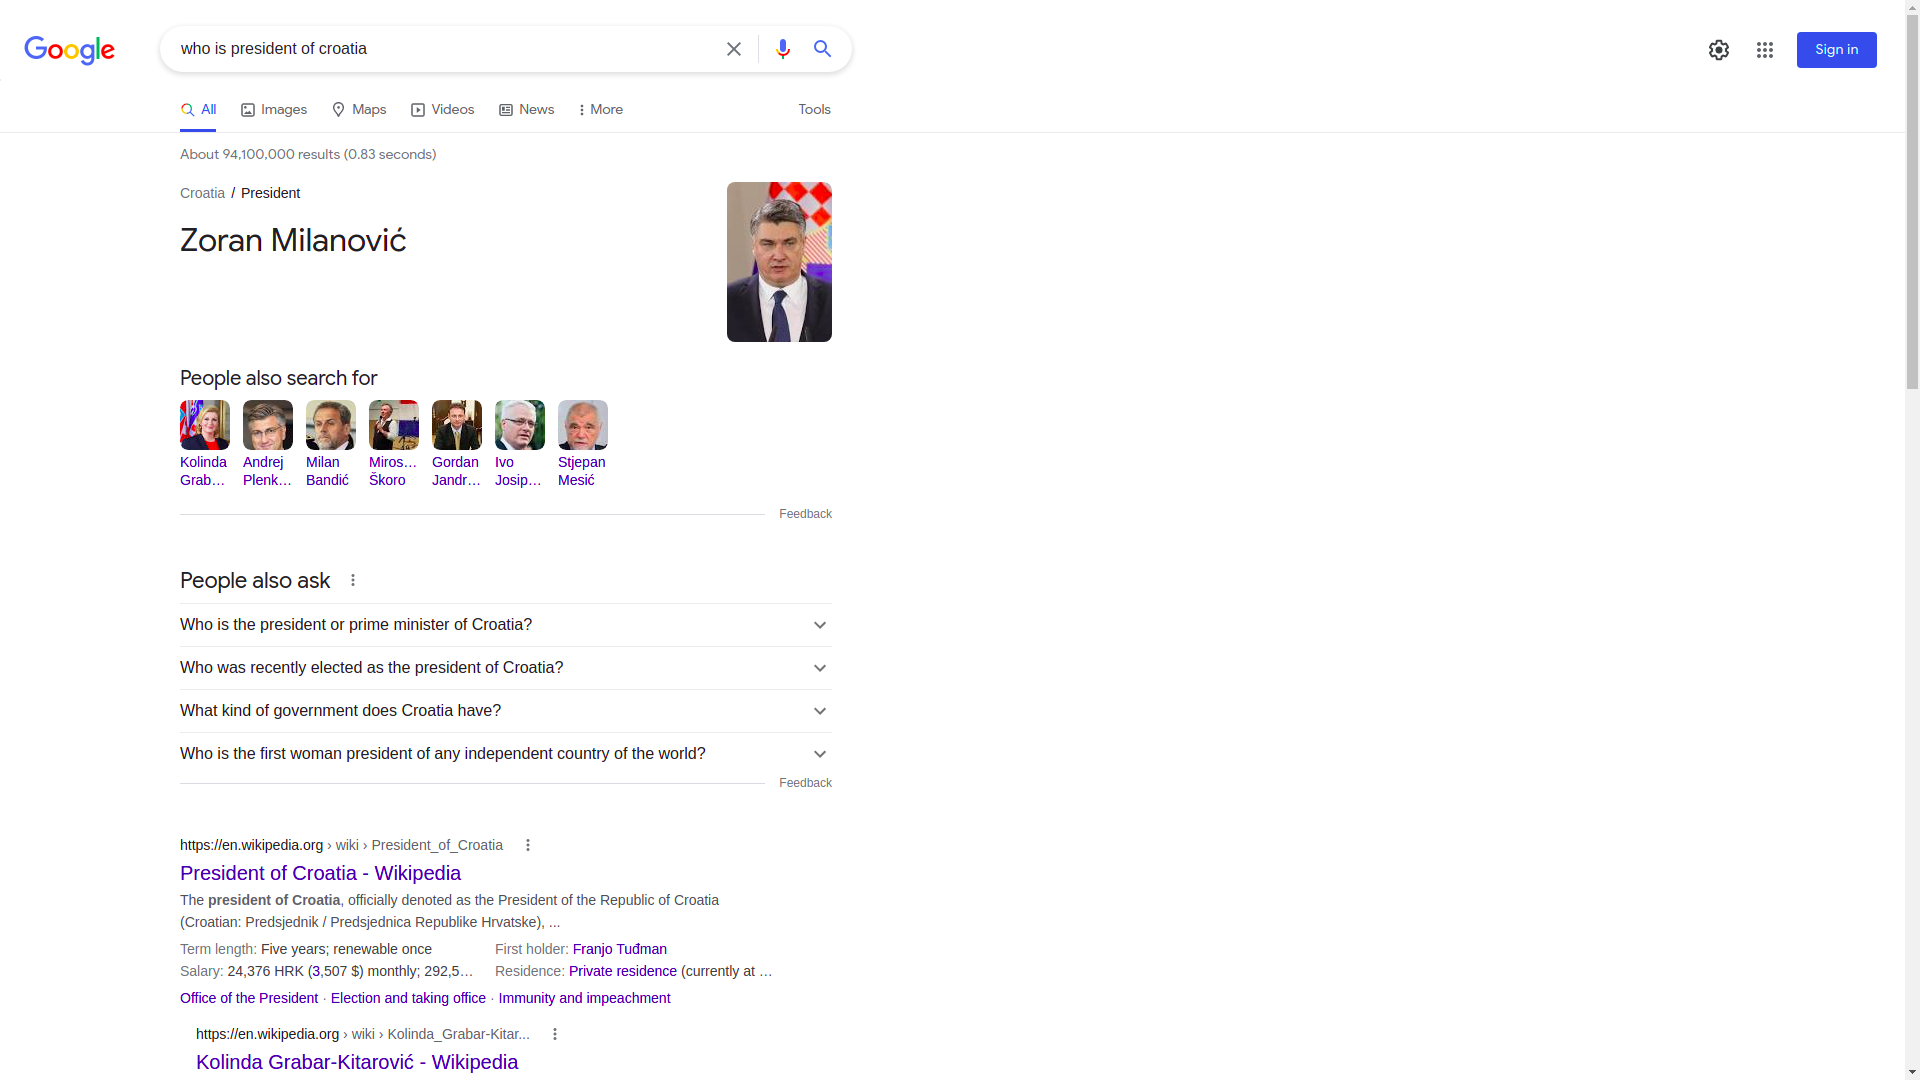 Google
who is president of croatia
Sign in
All
Images
Maps
Videos
News
More
Tools
About 94,100,000 results (0.83 seconds)
Croatia / President
Zoran Milanović
People also search for
Kolinda Grab…
Andrej Plenk…
Milan Bandić
Miros… Škoro
Gordan Jandr…
Ivo Josip…
Stjepan Mesić
Feedback
People also ask
Who is the president or prime minister of Croatia?
Who was recently elected as the president of Croatia?
What kind of government does Croatia have?
Who is the first woman president of any independent country of the world?
Feedback
https://en.wikipedia.org › wiki › President_of_Croatia
President of Croatia - Wikipedia
The president of Croatia, officially denoted as the President of the Republic of Croatia
(Croatian: Predsjednik / Predsjednica Republike Hrvatske), ...
Term length: Five years; renewable once
First holder: Franjo Tuđman
Salary: 24,376 HRK (3,507 $) monthly; 292,5…
Residence: Private residence (currently at …
Office of the President · Election and taking office · Immunity and impeachment
https://en.wikipedia.org › wiki › Kolinda_Grabar-Kitar...
Kolinda Grabar-Kitarović - Wikipedia